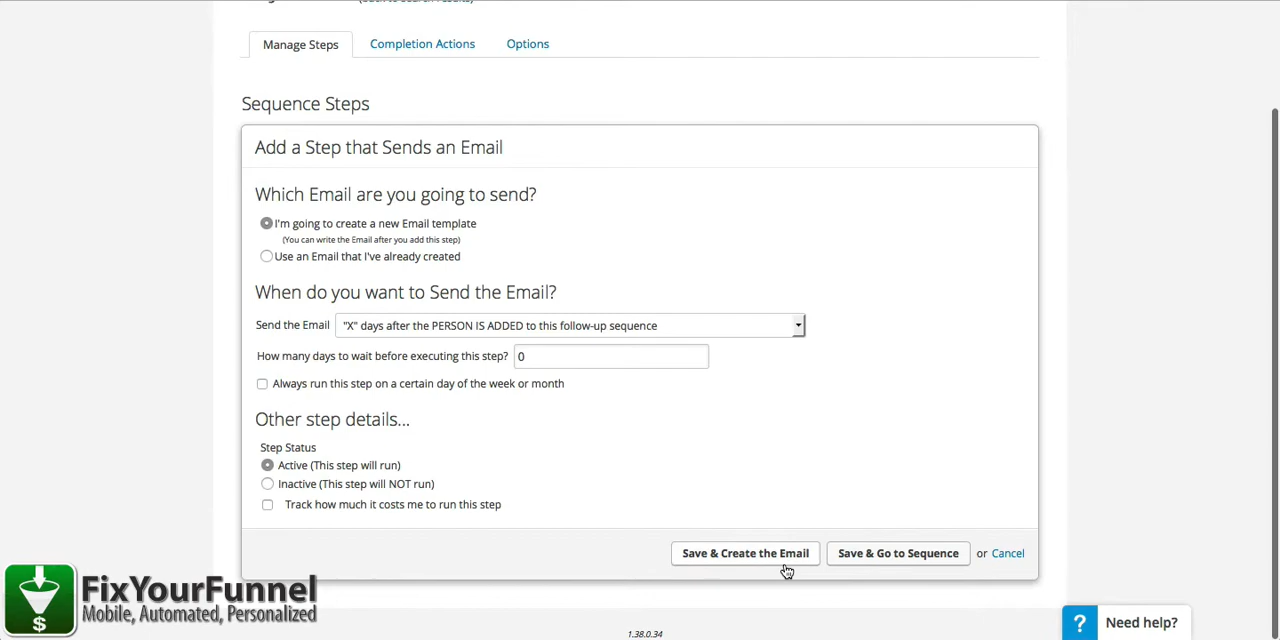 Manage Steps
Completion Actions
Options
Sequence Steps
Add a Step that Sends an Email
Which Email are you going to send?
I'm going to create a new Email template
(You can write the Email after you add this step)
Use an Email that I've already created
When do you want to Send the Email?
Send the Email "X" days after the PERSON IS ADDED to this follow-up sequence
How many days to wait before executing this step? 0
Always run this step on a certain day of the week or month
Other step details...
Step Status
Active (This step will run)
Inactive (This step will NOT run)
Track how much it costs me to run this step
Save & Create the Email Save & Go to Sequence or Cancel
$ FixYourFunnel
Mobile, Automated, Personalized
1.38.0.34
? Need help?